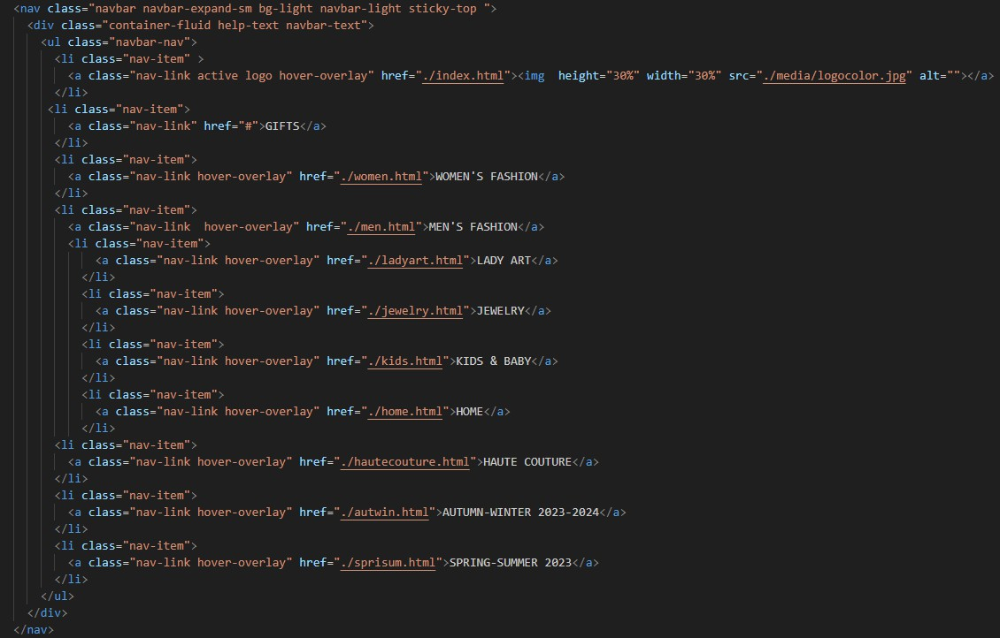 <nav class="navbar navbar-expand-sm bg-light navbar-light sticky-top ">
<div class="container-fluid help-text navbar-text">
<ul class="navbar-nav">
<li class="nav-item" >
<a class="nav-link active logo hover-overlay" href="./index.html"><img  height="30%" width="30%" src="./media/logocolor.jpg" alt=""></a>
</li>
<li class="nav-item">
<a class="nav-link" href="#">GIFTS</a>
</li>
<li class="nav-item">
<a class="nav-link hover-overlay" href="./women.html">WOMEN'S FASHION</a>
</li>
<li class="nav-item">
<a class="nav-link  hover-overlay" href="./men.html">MEN'S FASHION</a>
<li class="nav-item">
<a class="nav-link hover-overlay" href="./ladyart.html">LADY ART</a>
</li>
<li class="nav-item">
<a class="nav-link hover-overlay" href="./jewelry.html">JEWELRY</a>
</li>
<li class="nav-item">
<a class="nav-link hover-overlay" href="./kids.html">KIDS & BABY</a>
</li>
<li class="nav-item">
<a class="nav-link hover-overlay" href="./home.html">HOME</a>
</li>
<li class="nav-item">
<a class="nav-link hover-overlay" href="./hautecouture.html">HAUTE COUTURE</a>
</li>
<li class="nav-item">
<a class="nav-link hover-overlay" href="./autwin.html">AUTUMN-WINTER 2023-2024</a>
</li>
<li class="nav-item">
<a class="nav-link hover-overlay" href="./sprisum.html">SPRING-SUMMER 2023</a>
</li>
</ul>
</div>
</nav>